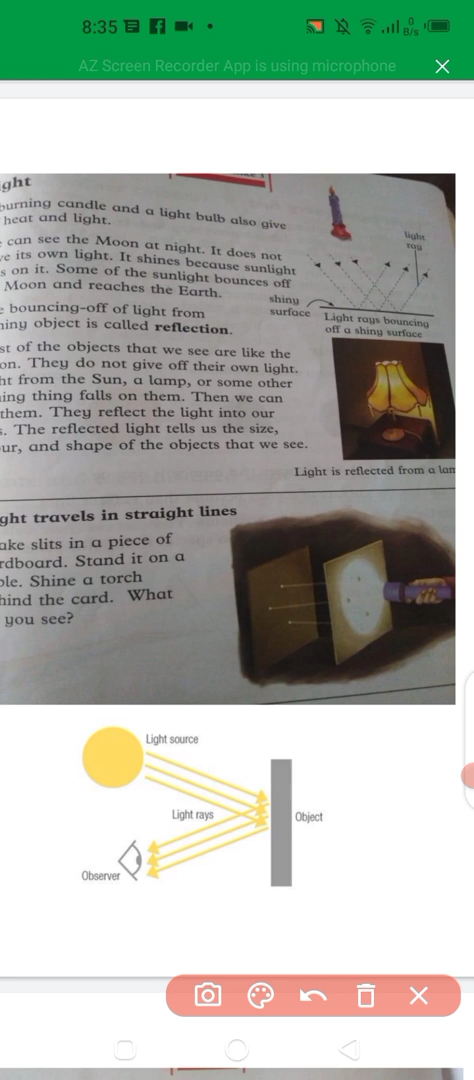 8:35
0
B/s
AZ Screen Recorder App is using microphone
ght
burning candle and a light bulb also give
heat and light.
can see the Moon at night. It does not
ve its own light. It shines because sunlight
s on it. Some of the sunlight bounces off
Moon and reaches the Earth.
e bouncing-off of light from
niny object is called reflection.
light
ray
shiny
surface
Light rays bouncing
off a shiny surface
st of the objects that we see are like the
on. They do not give off their own light.
ht from the Sun, a lamp, or some other
ning thing falls on them. Then we can
them. They reflect the light into our
s. The reflected light tells us the size,
our, and shape of the objects that we see.
Light is reflected from a lam
ght travels in straight lines
ake slits in a piece of
rdboard. Stand it on a
ble. Shine a torch
hind the card. What
you see?
Light source
Light rays
Object
Observer